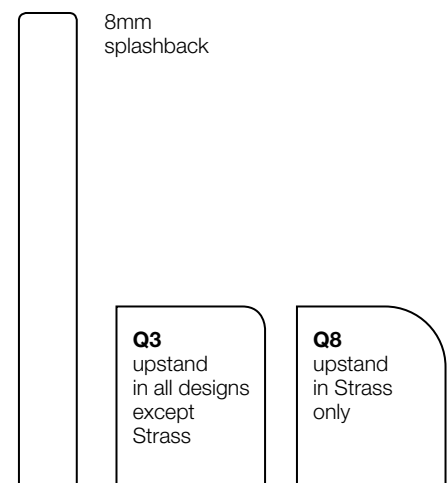 8mm
splashback
Q3
upstand
in all designs
except
Strass
Q8
upstand
in Strass
only